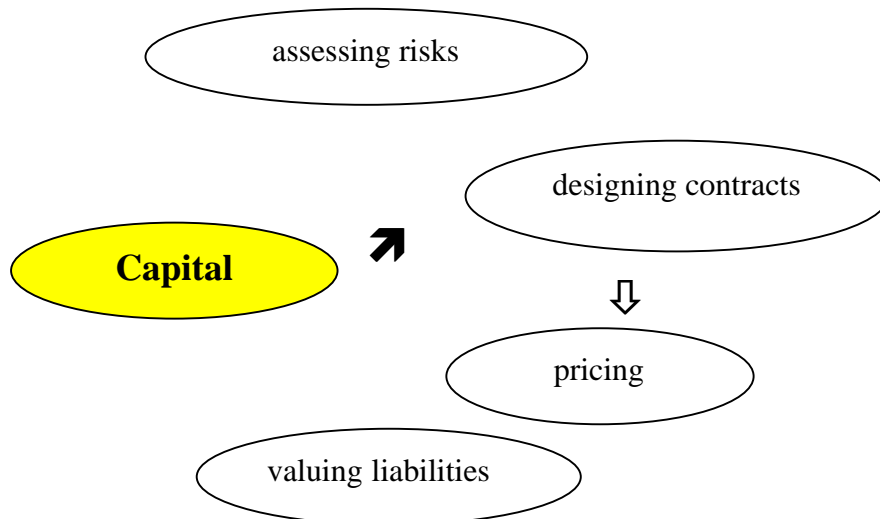 assessing risks
designing contracts
Capital
pricing
valuing liabilities